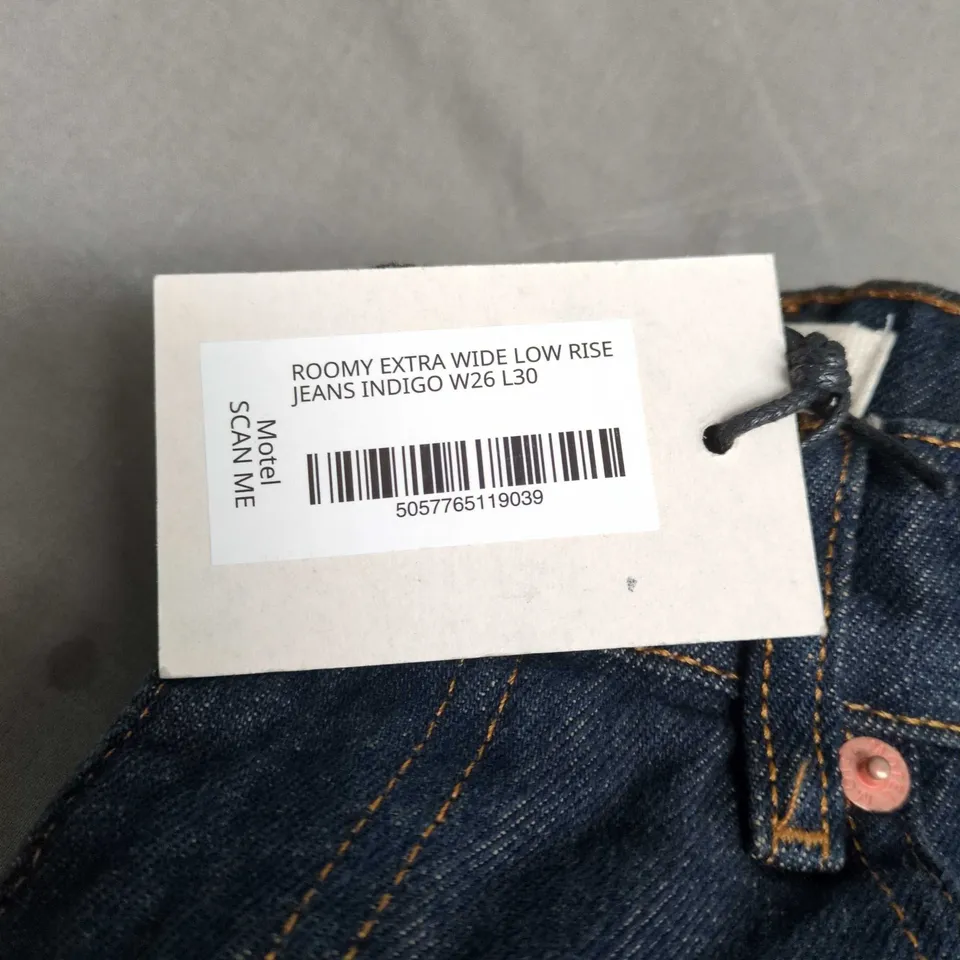 ROOMY EXTRA WIDE LOW RISE
JEANS INDIGO W26 L30
Motel
SCAN ME
5057765119039